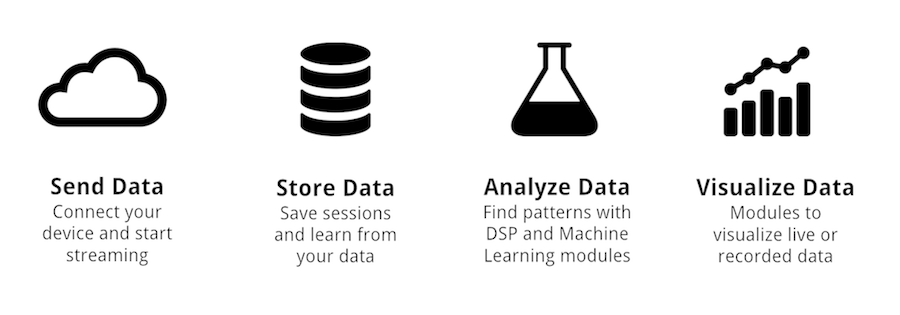 Send Data
Connect your
device and start
streaming
Store Data
Save sessions
and learn from
your data
Analyze Data
Find patterns with
DSP and Machine
Learning modules
Visualize Data
Modules to
visualize live or
recorded data